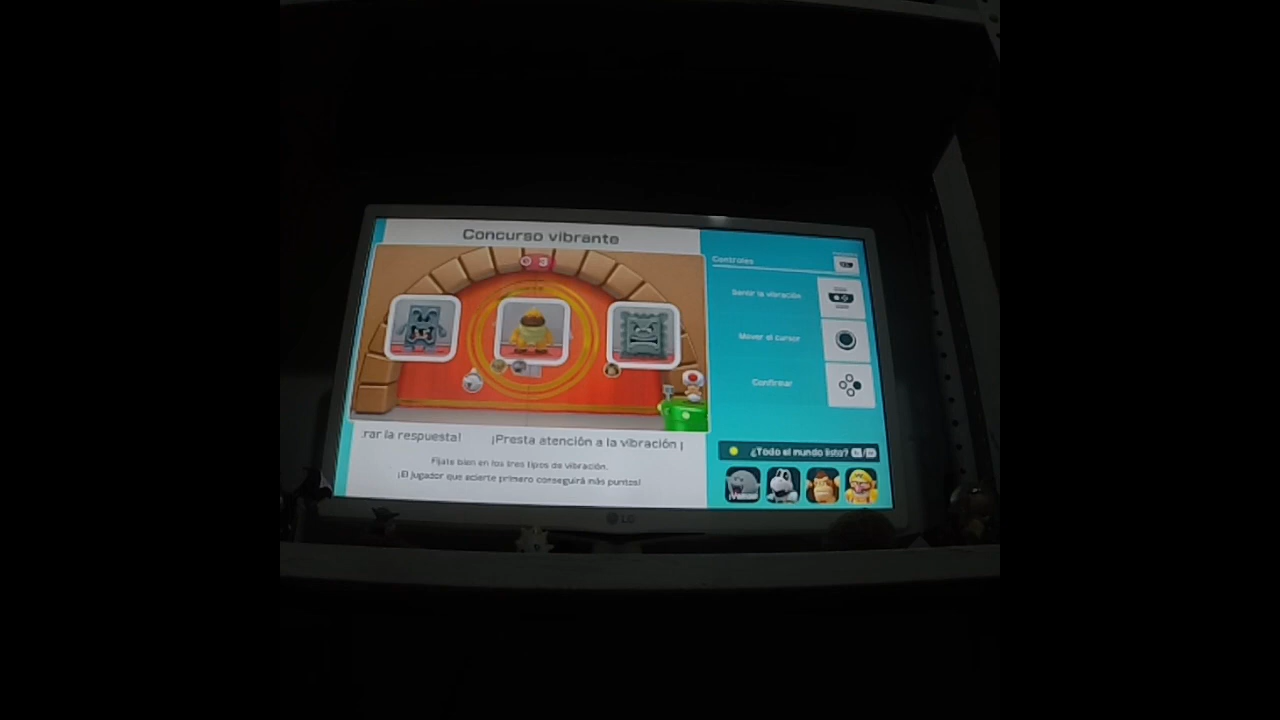 Concurso vibrante
3
Controles
Sentir la vibración
Mover el cursor
Confirmar
rar la respuesta! ¡Presta atención a la vibración
Fíjate bien en los tres tipos de vibración.
¡El jugador que acierte primero conseguirá más puntos!
¿Todo el mundo listo?
LG